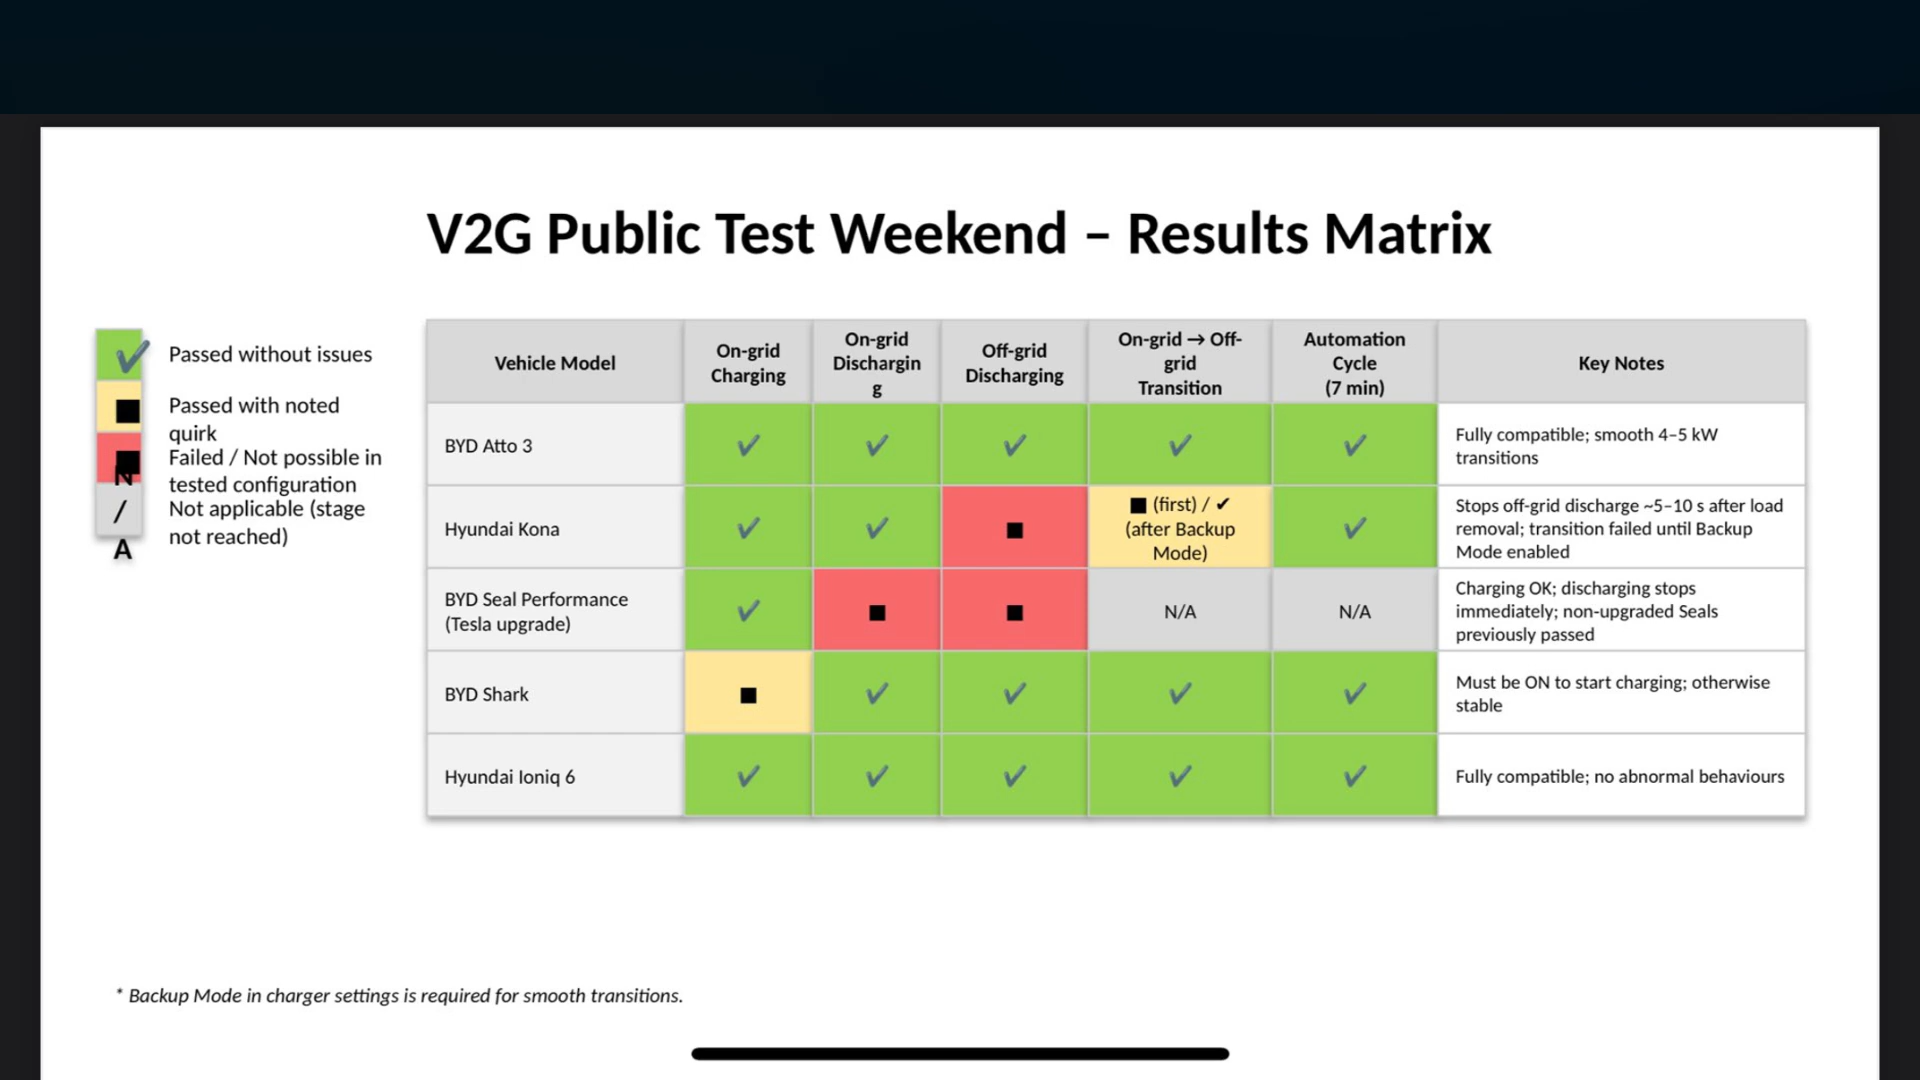 V2G Public Test Weekend – Results Matrix
✔ Passed without issues
■ Passed with noted
quirk
■ Failed / Not possible in
tested configuration
N/A Not applicable (stage
not reached)
Vehicle Model
On-grid
Charging
On-grid
Dischargin
g
Off-grid
Discharging
On-grid → Off-
grid
Transition
Automation
Cycle
(7 min)
Key Notes
BYD Atto 3
✔ ✔ ✔ ✔ ✔
Fully compatible; smooth 4–5 kW
transitions
Hyundai Kona
✔ ✔ ■
■ (first) / ✔
(after Backup
Mode)
✔
Stops off-grid discharge ~5–10 s after load
removal; transition failed until Backup
Mode enabled
BYD Seal Performance
(Tesla upgrade)
✔ ■ ■ N/A N/A
Charging OK; discharging stops
immediately; non-upgraded Seals
previously passed
BYD Shark
■ ✔ ✔ ✔ ✔
Must be ON to start charging; otherwise
stable
Hyundai Ioniq 6
✔ ✔ ✔ ✔ ✔
Fully compatible; no abnormal behaviours
* Backup Mode in charger settings is required for smooth transitions.